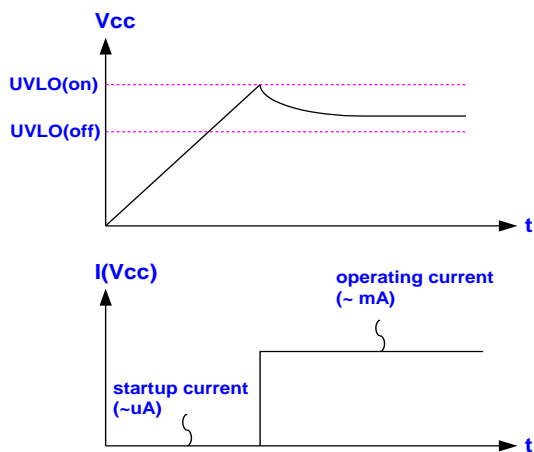 Vcc
UVLO(on)
UVLO(off)
t
I(Vcc)
operating current
(~ mA)
startup current
(~uA)
t